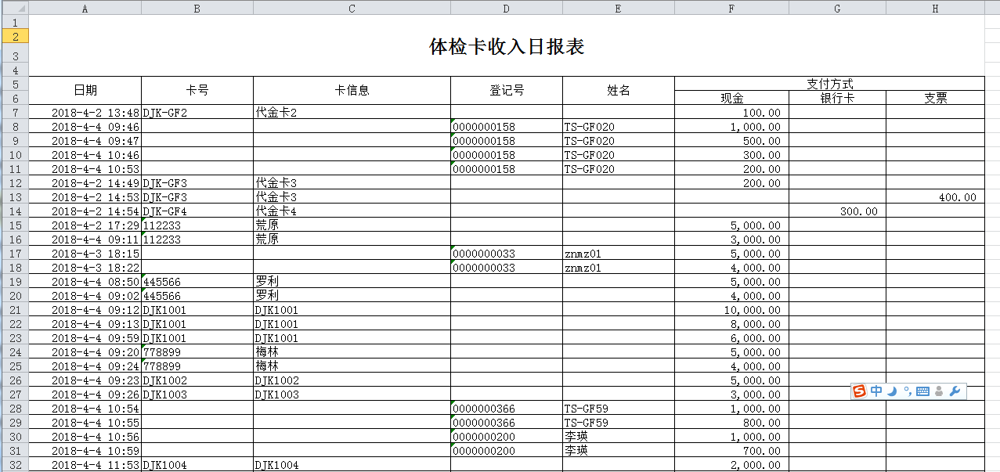 A B C D E F G H
1
2
体检卡收入日报表
3
4
5 日期 卡号 卡信息 登记号 姓名 支付方式
6 现金 银行卡 支票
7 2018-4-2 13:48 DJK-GF2 代金卡2 100.00
8 2018-4-4 09:46 0000000158 TS-GF020 1,000.00
9 2018-4-4 09:47 0000000158 TS-GF020 500.00
10 2018-4-4 10:46 0000000158 TS-GF020 300.00
11 2018-4-4 10:53 0000000158 TS-GF020 200.00
12 2018-4-2 14:49 DJK-GF3 代金卡3 200.00
13 2018-4-2 14:53 DJK-GF3 代金卡3 400.00
14 2018-4-2 14:54 DJK-GF4 代金卡4 300.00
15 2018-4-2 17:29 112233 荒原 5,000.00
16 2018-4-4 09:11 112233 荒原 3,000.00
17 2018-4-3 18:15 0000000033 znmz01 5,000.00
18 2018-4-3 18:22 0000000033 znmz01 4,000.00
19 2018-4-4 08:50 445566 罗利 5,000.00
20 2018-4-4 09:02 445566 罗利 4,000.00
21 2018-4-4 09:12 DJK1001 DJK1001 10,000.00
22 2018-4-4 09:13 DJK1001 DJK1001 8,000.00
23 2018-4-4 09:59 DJK1001 DJK1001 6,000.00
24 2018-4-4 09:20 778899 梅林 5,000.00
25 2018-4-4 09:24 778899 梅林 4,000.00
26 2018-4-4 09:23 DJK1002 DJK1002 5,000.00
27 2018-4-4 09:26 DJK1003 DJK1003 3,000.00
S 中
28 2018-4-4 10:54 0000000366 TS-GF59 1,000.00
29 2018-4-4 10:55 0000000366 TS-GF59 800.00
30 2018-4-4 10:56 0000000200 李瑛 1,000.00
31 2018-4-4 10:59 0000000200 李瑛 700.00
32 2018-4-4 11:53 DJK1004 DJK1004 2,000.00